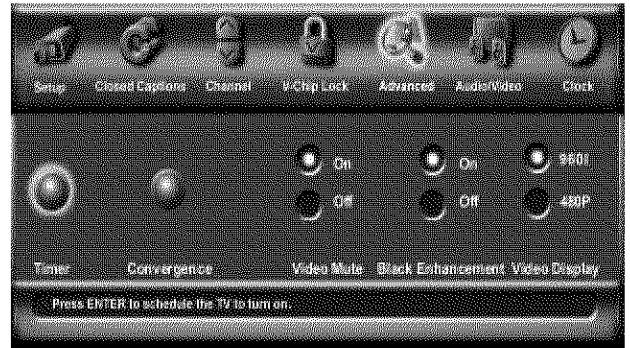 Setup Closed Captions Channel V-Chip Lock Advanced Audio/Video Clock
On On 960I
Off Off 480P
Timer Convergence Video Mute Black Enhancement Video Display
Press ENTER to schedule the TV to turn on.